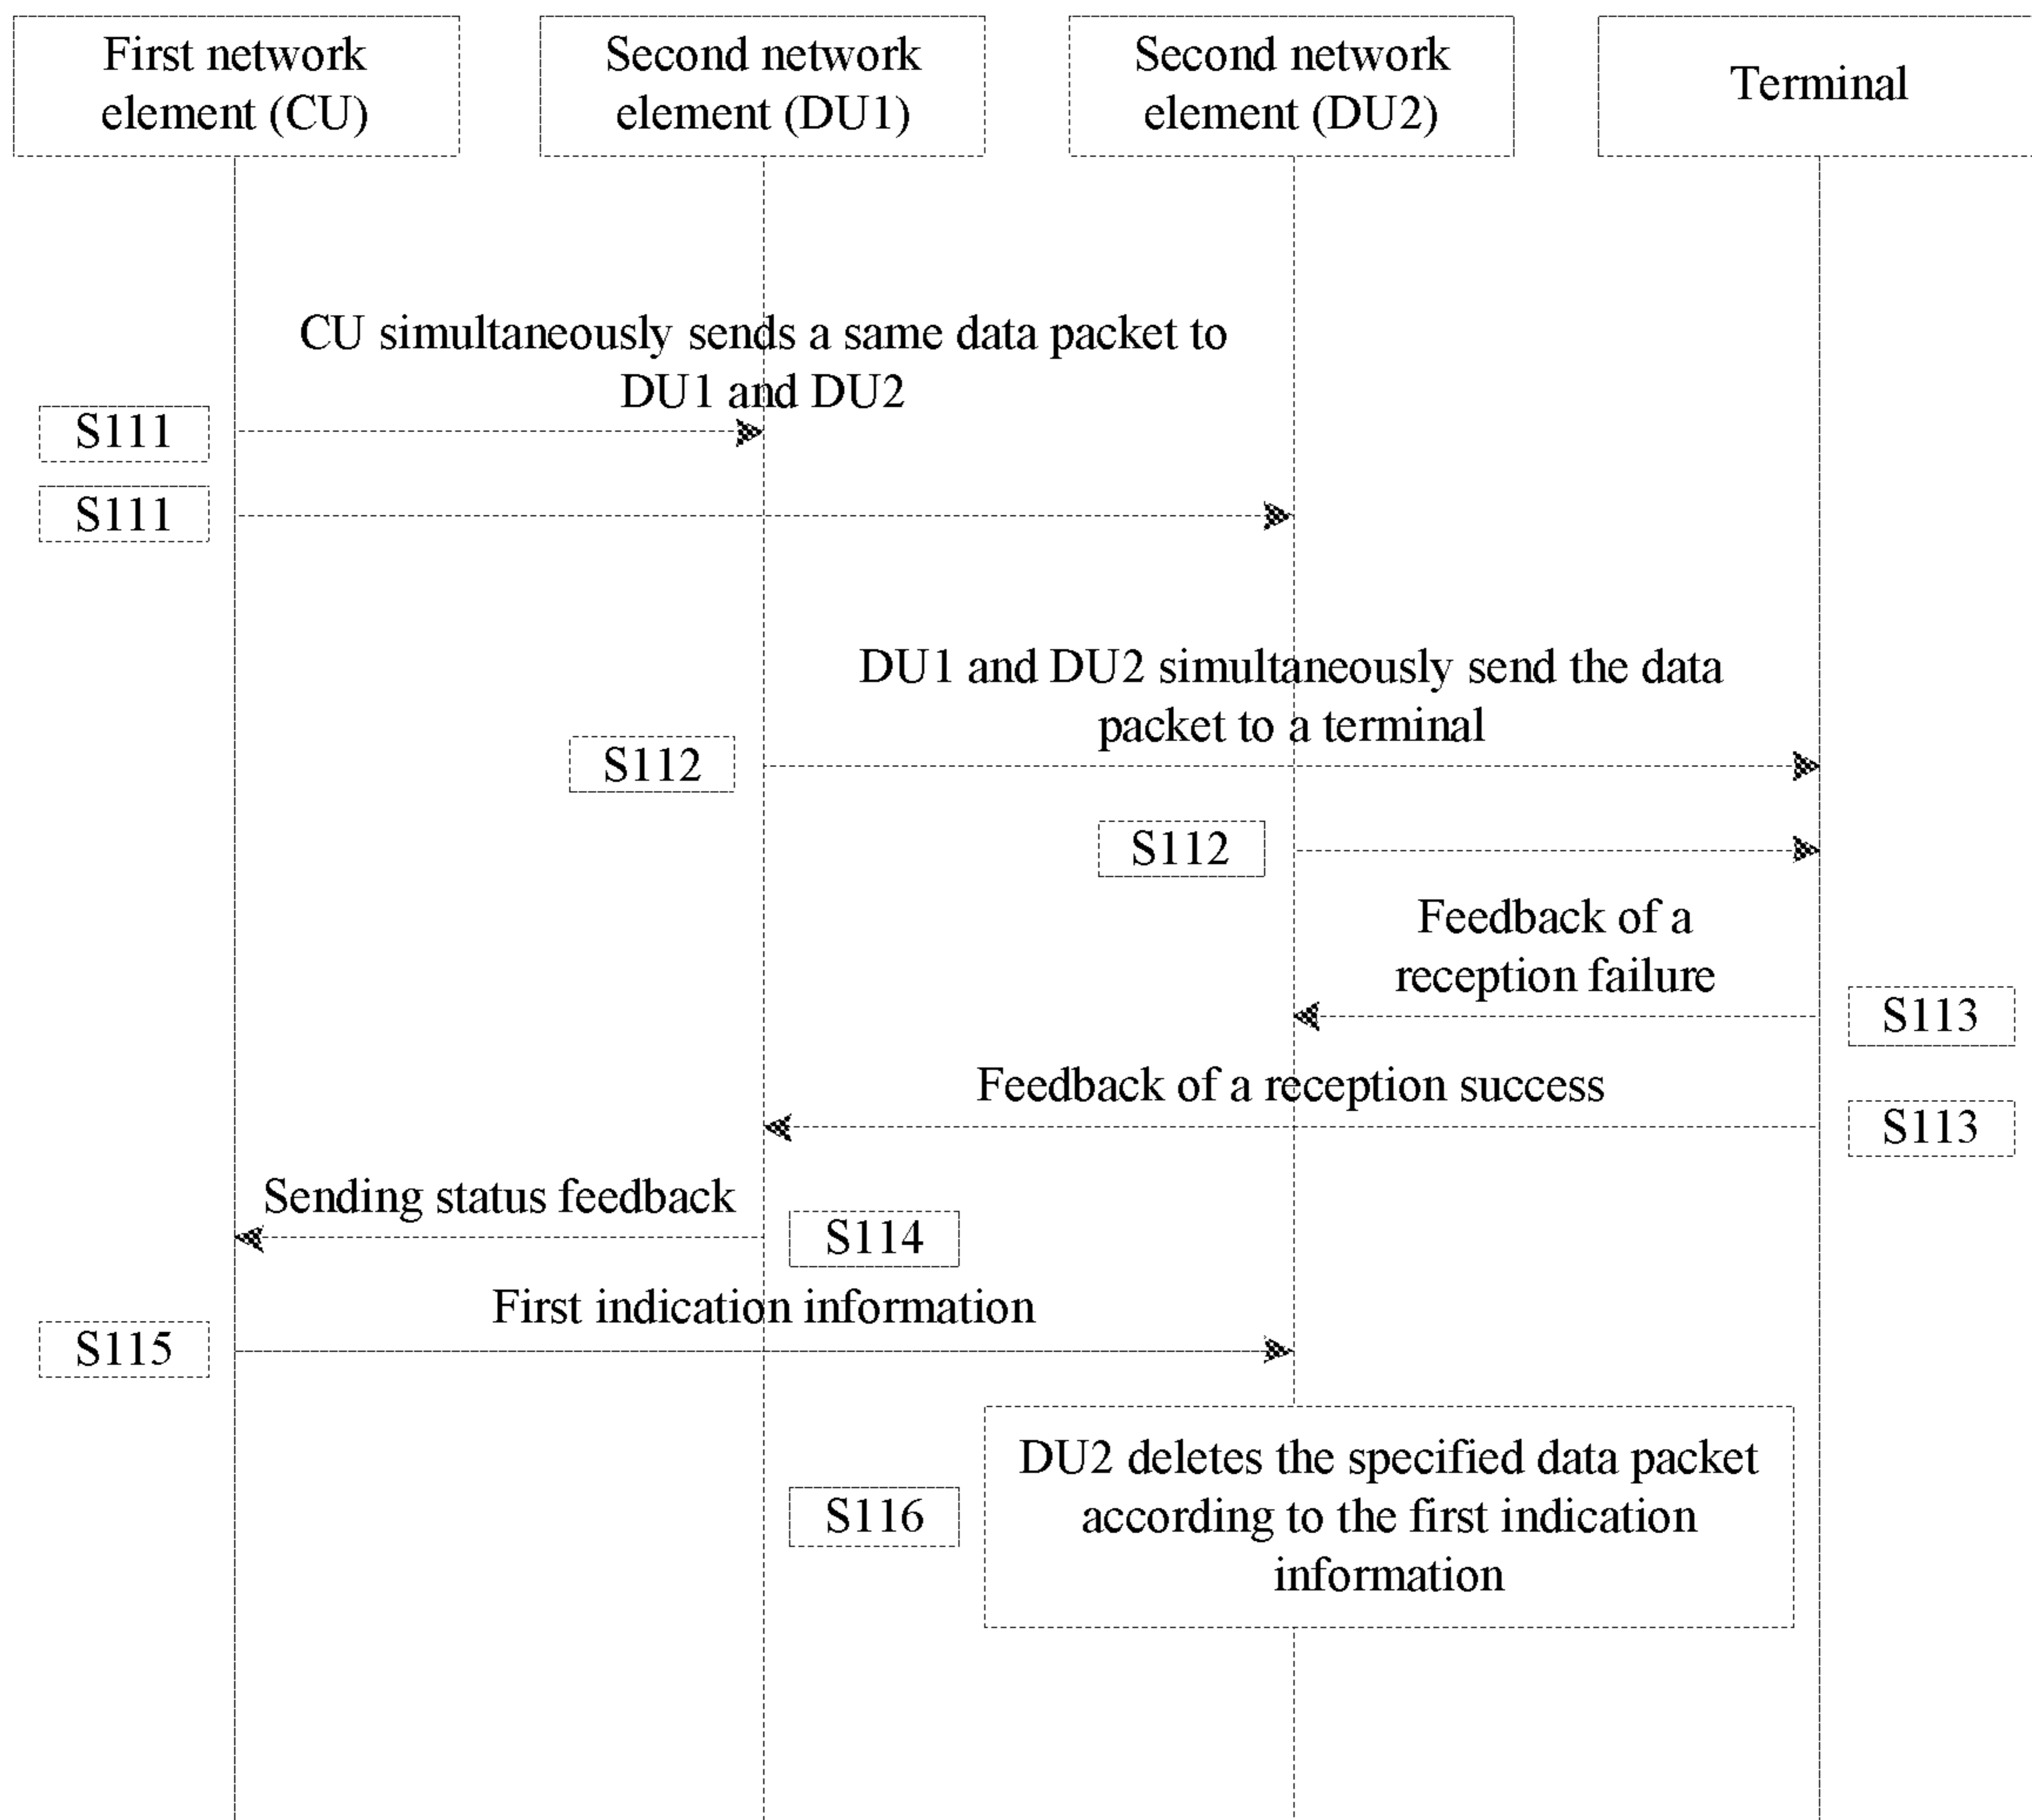 First network
element (CU)
Second network
element (DU1)
Second network
element (DU2)
Terminal
CU simultaneously sends a same data packet to
DU1 and DU2
S111
S111
DU1 and DU2 simultaneously send the data
packet to a terminal
S112
S112
Feedback of a
reception failure
S113
Feedback of a reception success
S113
Sending status feedback
S114
First indication information
S115
DU2 deletes the specified data packet
according to the first indication
information
S116